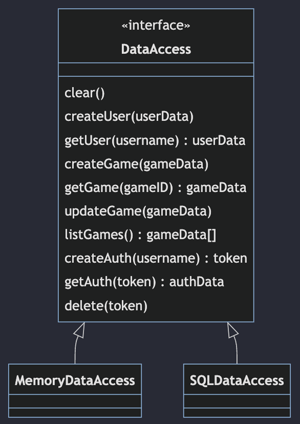 «interface»
DataAccess
clear()
createUser(userData)
getUser(username) : userData
createGame(gameData)
getGame(gameID) : gameData
updateGame(gameData)
listGames() : gameData[]
createAuth(username) : token
getAuth(token) : authData
delete(token)
MemoryDataAccess
SQLDataAccess